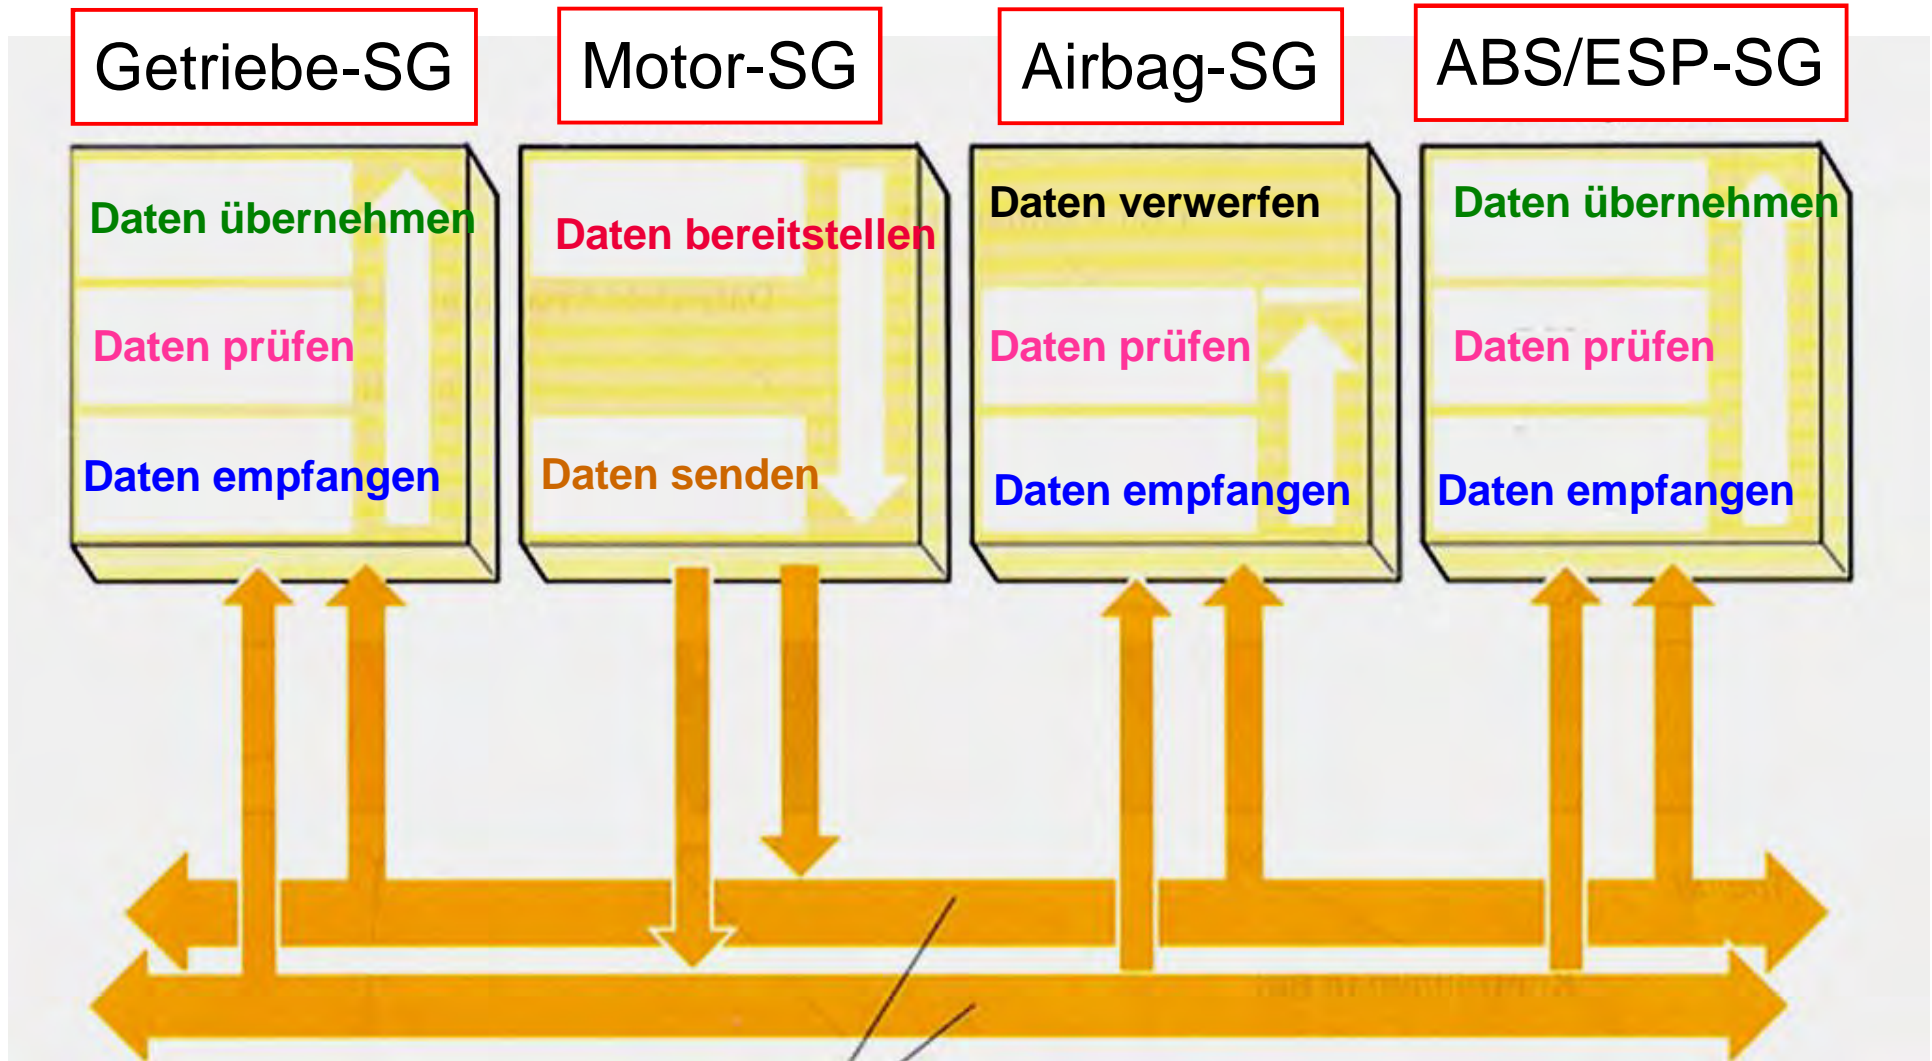 Getriebe-SG
Motor-SG
Airbag-SG
ABS/ESP-SG
Daten übernehmen
Daten prüfen
Daten empfangen
Daten bereitstellen
Daten senden
Daten verwerfen
Daten prüfen
Daten empfangen
Daten übernehmen
Daten prüfen
Daten empfangen